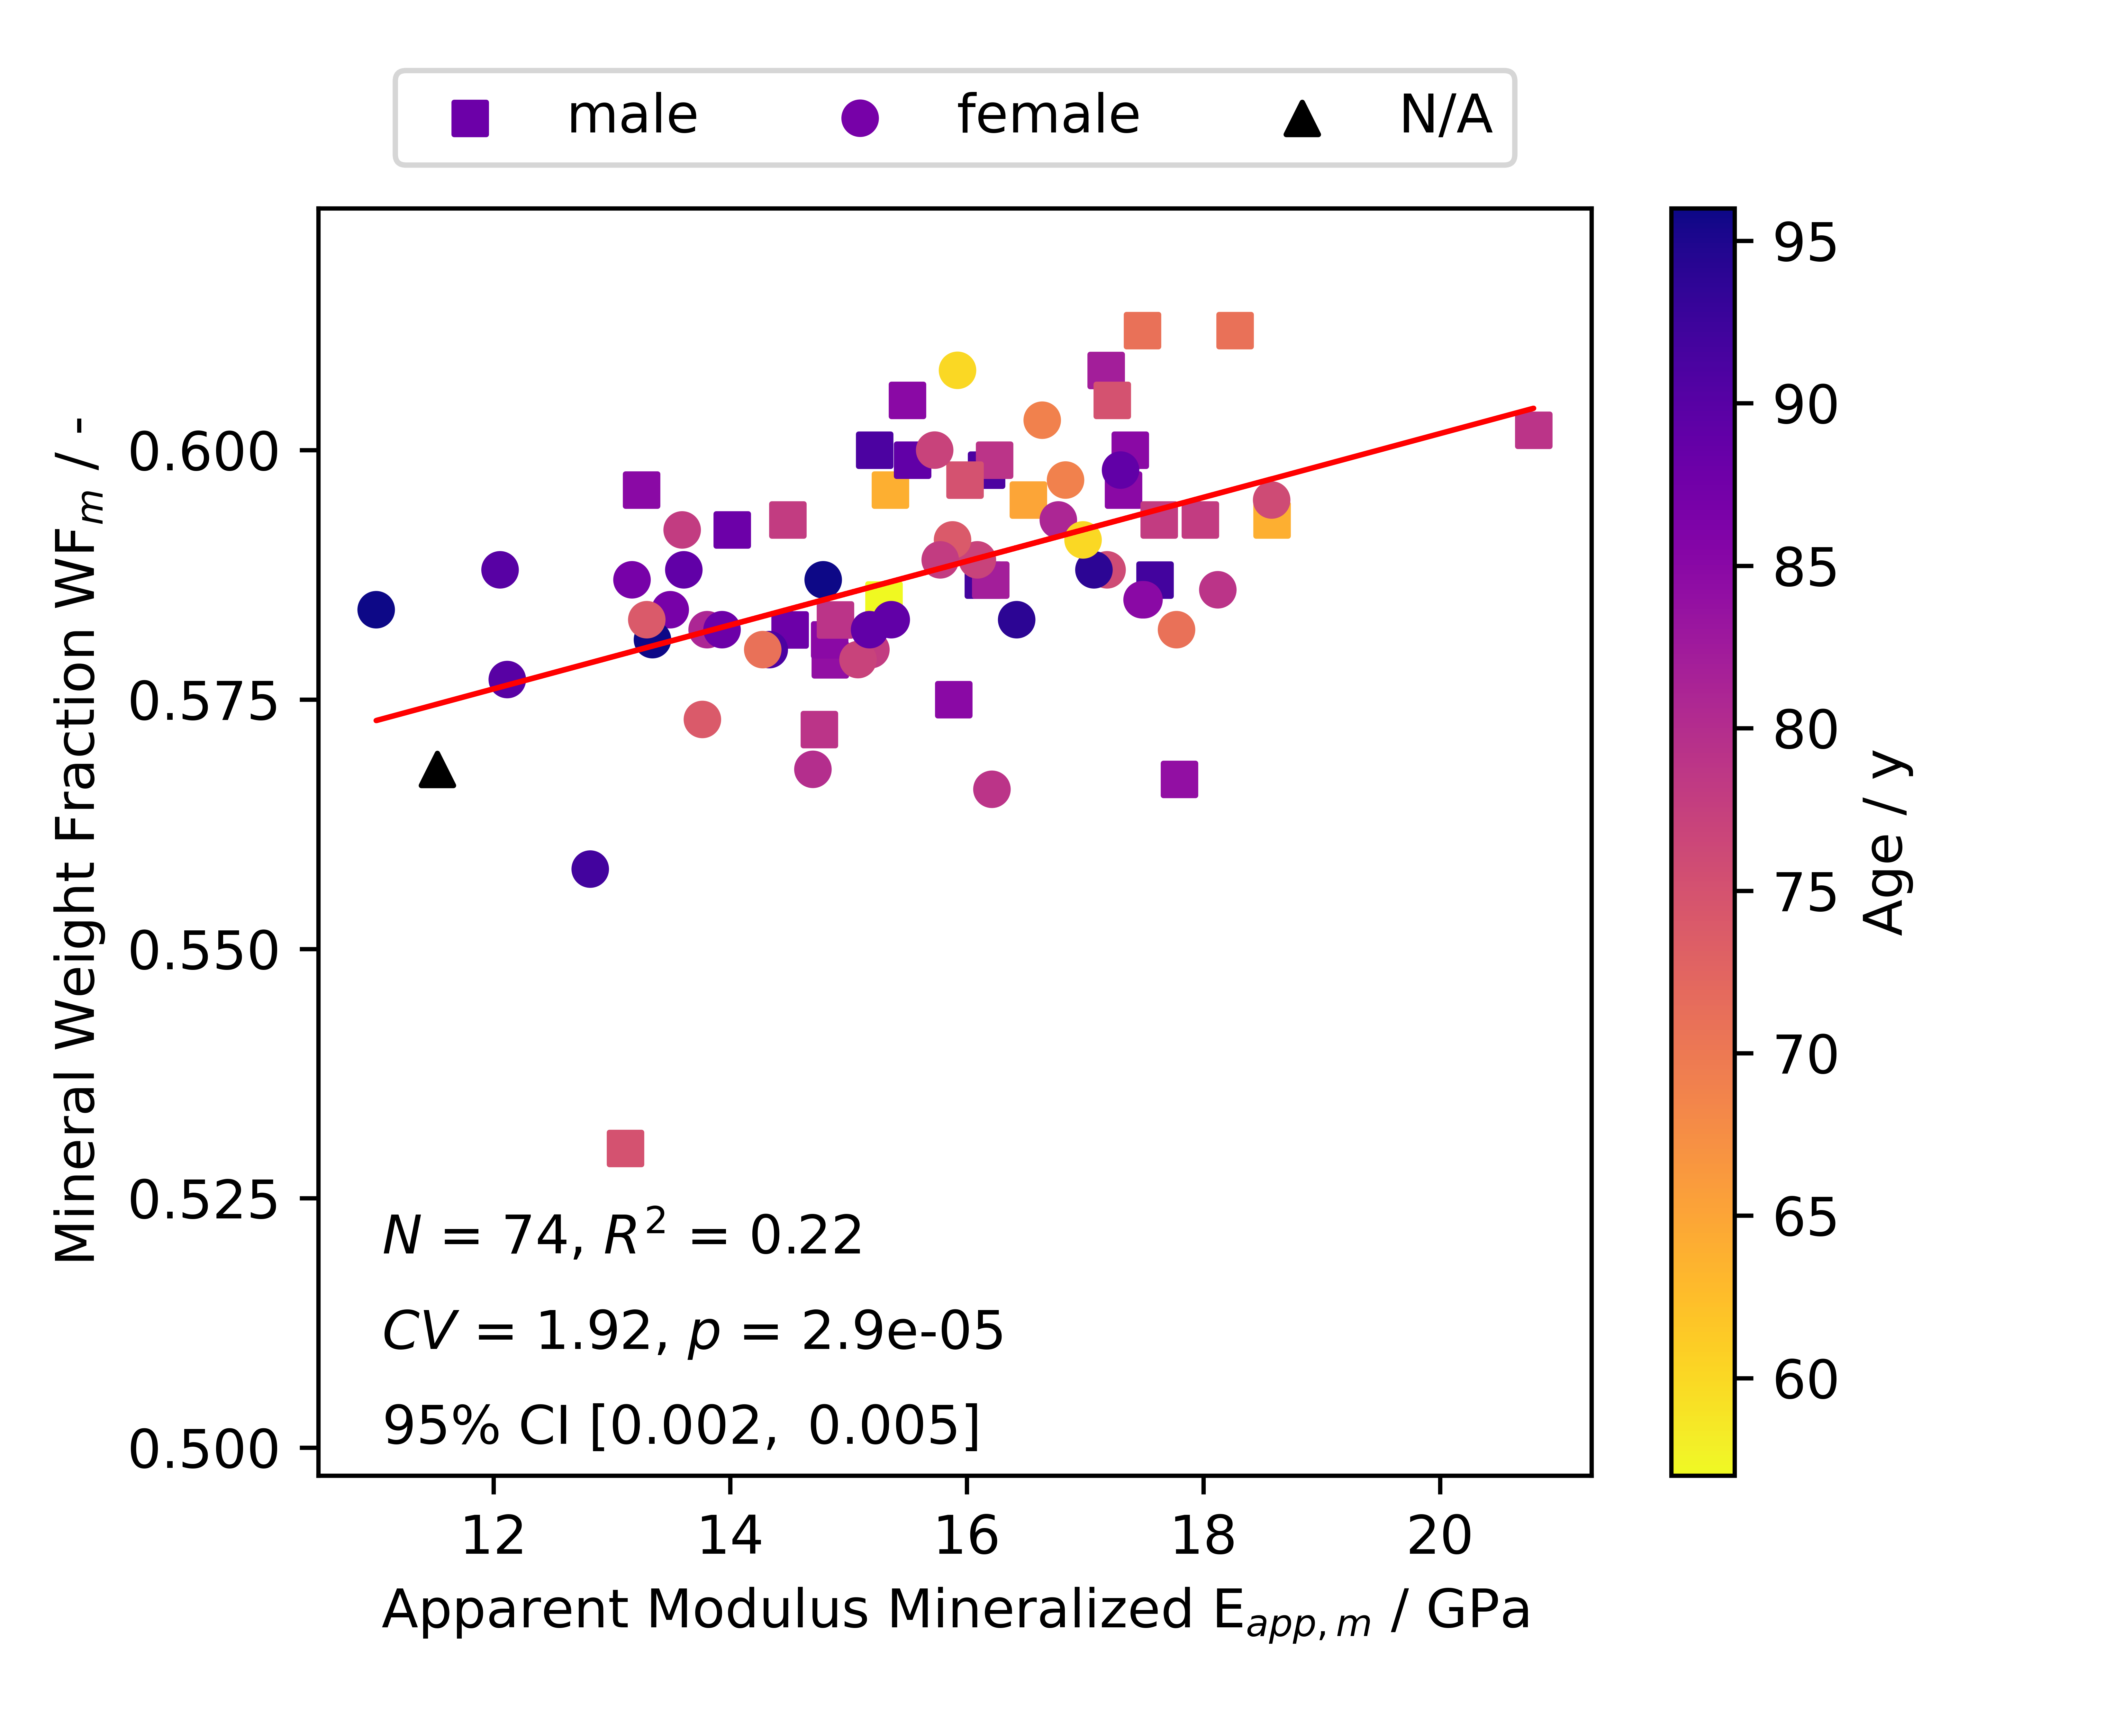 male female N/A
Mineral Weight Fraction WFₘ / -
0.600
0.575
0.550
0.525
0.500
N = 74, R² = 0.22
CV = 1.92, p = 2.9e-05
95% CI [0.002, 0.005]
12 14 16 18 20
Apparent Modulus Mineralized E_app,m / GPa
95
90
85
80
75
70
65
60
Age / y